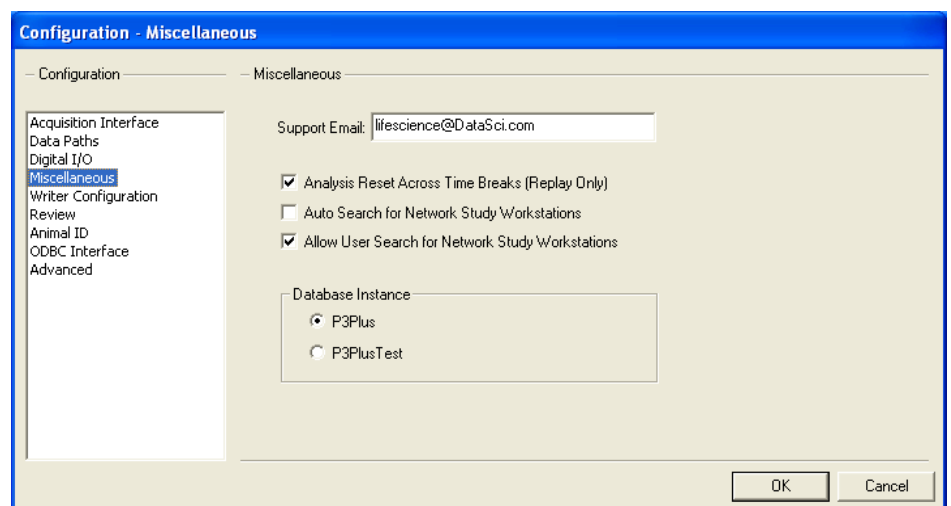 Configuration - Miscellaneous
Configuration
Acquisition Interface
Data Paths
Digital I/O
Miscellaneous
Writer Configuration
Review
Animal ID
ODBC Interface
Advanced
Miscellaneous
Support Email: lifescience@DataSci.com
Analysis Reset Across Time Breaks (Replay Only)
Auto Search for Network Study Workstations
Allow User Search for Network Study Workstations
Database Instance
P3Plus
P3PlusTest
OK
Cancel